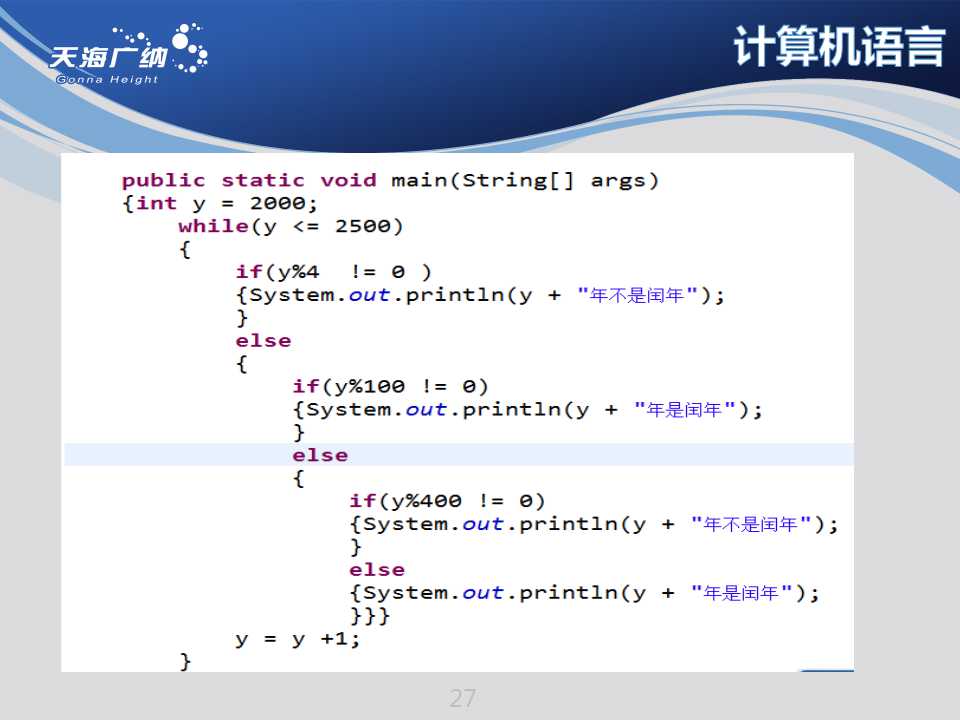 天海广纳
Gonna Height
计算机语言
public static void main(String[] args)
{int y = 2000;
while(y <= 2500)
{
if(y%4  != 0 )
{System.out.println(y + "年不是闰年");
}
else
{
if(y%100 != 0)
{System.out.println(y + "年是闰年");
}
else
{
if(y%400 != 0)
{System.out.println(y + "年不是闰年");
}
else
{System.out.println(y + "年是闰年");
}}}
y = y +1;
}
27